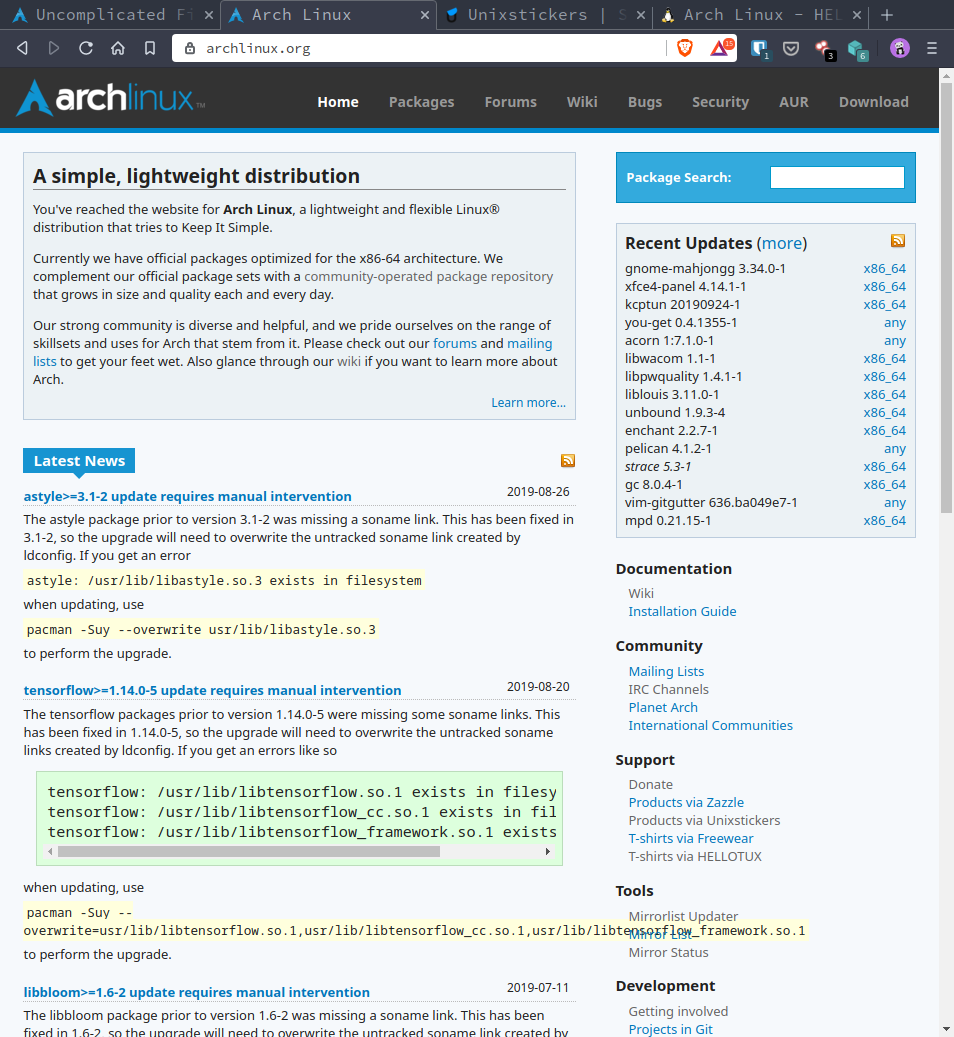 Uncomplicated Fi
Arch Linux
Unixstickers | S
Arch Linux - HEL
archlinux.org
15
1
3
6
archlinux™
Home Packages Forums Wiki Bugs Security AUR Download
A simple, lightweight distribution
You've reached the website for Arch Linux, a lightweight and flexible Linux®
distribution that tries to Keep It Simple.
Currently we have official packages optimized for the x86-64 architecture. We
complement our official package sets with a community-operated package repository
that grows in size and quality each and every day.
Our strong community is diverse and helpful, and we pride ourselves on the range of
skillsets and uses for Arch that stem from it. Please check out our forums and mailing
lists to get your feet wet. Also glance through our wiki if you want to learn more about
Arch.
Learn more...
Latest News
astyle>=3.1-2 update requires manual intervention 2019-08-26
The astyle package prior to version 3.1-2 was missing a soname link. This has been fixed in
3.1-2, so the upgrade will need to overwrite the untracked soname link created by
ldconfig. If you get an error
astyle: /usr/lib/libastyle.so.3 exists in filesystem
when updating, use
pacman -Suy --overwrite usr/lib/libastyle.so.3
to perform the upgrade.
tensorflow>=1.14.0-5 update requires manual intervention 2019-08-20
The tensorflow packages prior to version 1.14.0-5 were missing some soname links. This
has been fixed in 1.14.0-5, so the upgrade will need to overwrite the untracked soname
links created by ldconfig. If you get an errors like so
tensorflow: /usr/lib/libtensorflow.so.1 exists in filesy
tensorflow: /usr/lib/libtensorflow_cc.so.1 exists in fil
tensorflow: /usr/lib/libtensorflow_framework.so.1 exists
when updating, use
pacman -Suy --
overwrite=usr/lib/libtensorflow.so.1,usr/lib/libtensorflow_cc.so.1,usr/lib/libtensorflow_framework.so.1
to perform the upgrade.
libbloom>=1.6-2 update requires manual intervention 2019-07-11
The libbloom package prior to version 1.6-2 was missing a soname link. This has been
fixed in 1.6-2, so the upgrade will need to overwrite the untracked soname link created by
Package Search:
Recent Updates (more)
gnome-mahjongg 3.34.0-1 x86_64
xfce4-panel 4.14.1-1 x86_64
kcptun 20190924-1 x86_64
you-get 0.4.1355-1 any
acorn 1:7.1.0-1 any
libwacom 1.1-1 x86_64
libpwquality 1.4.1-1 x86_64
liblouis 3.11.0-1 x86_64
unbound 1.9.3-4 x86_64
enchant 2.2.7-1 x86_64
pelican 4.1.2-1 any
strace 5.3-1 x86_64
gc 8.0.4-1 x86_64
vim-gitgutter 636.ba049e7-1 any
mpd 0.21.15-1 x86_64
Documentation
Wiki
Installation Guide
Community
Mailing Lists
IRC Channels
Planet Arch
International Communities
Support
Donate
Products via Zazzle
Products via Unixstickers
T-shirts via Freewear
T-shirts via HELLOTUX
Tools
Mirrorlist Updater
Mirror List
Mirror Status
Development
Getting involved
Projects in Git